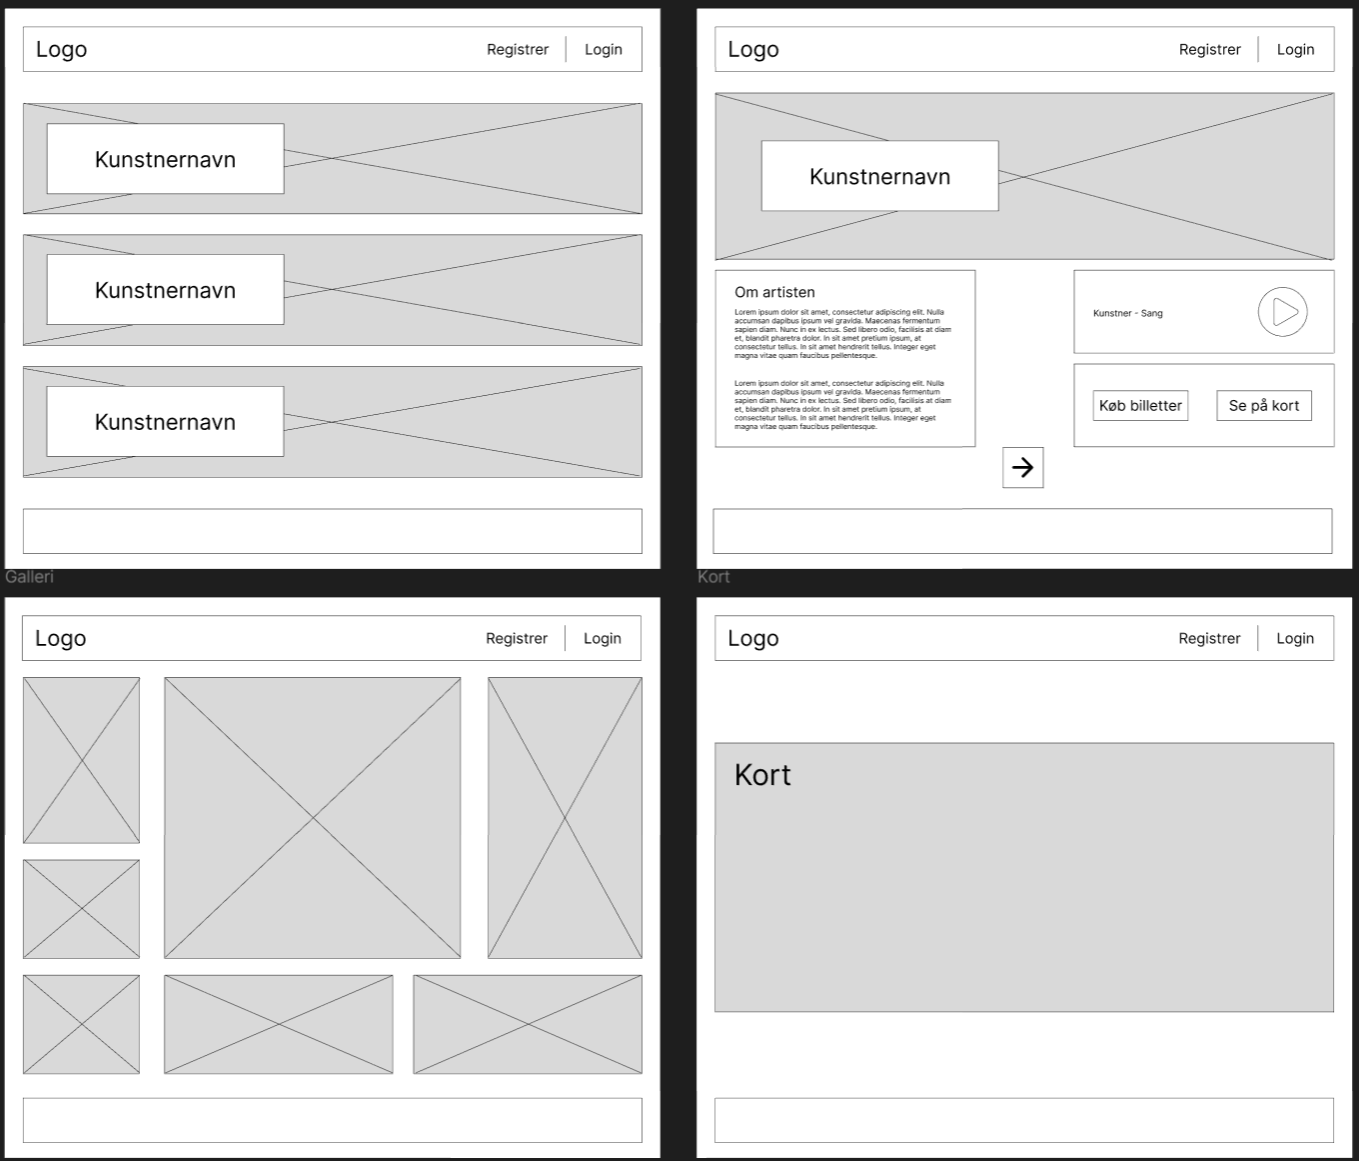 Logo
Registrer
Login
Kunstnernavn
Kunstnernavn
Kunstnernavn
Logo
Registrer
Login
Kunstnernavn
Om artisten
Lorem ipsum dolor sit amet, consectetur adipiscing elit. Nulla
accumsan dapibus ipsum vel gravida. Maecenas fermentum
sapien diam. Nunc in ex lectus. Sed libero odio, facilisis at diam
et, blandit pharetra dolor. In sit amet pretium ipsum, at
consectetur tellus. In sit amet hendrerit tellus. Integer eget
magna vitae quam faucibus pellentesque.
Lorem ipsum dolor sit amet, consectetur adipiscing elit. Nulla
accumsan dapibus ipsum vel gravida. Maecenas fermentum
sapien diam. Nunc in ex lectus. Sed libero odio, facilisis at diam
et, blandit pharetra dolor. In sit amet pretium ipsum, at
consectetur tellus. In sit amet hendrerit tellus. Integer eget
magna vitae quam faucibus pellentesque.
Kunstner - Sang
Køb billetter
Se på kort
Galleri
Logo
Registrer
Login
Kort
Logo
Registrer
Login
Kort